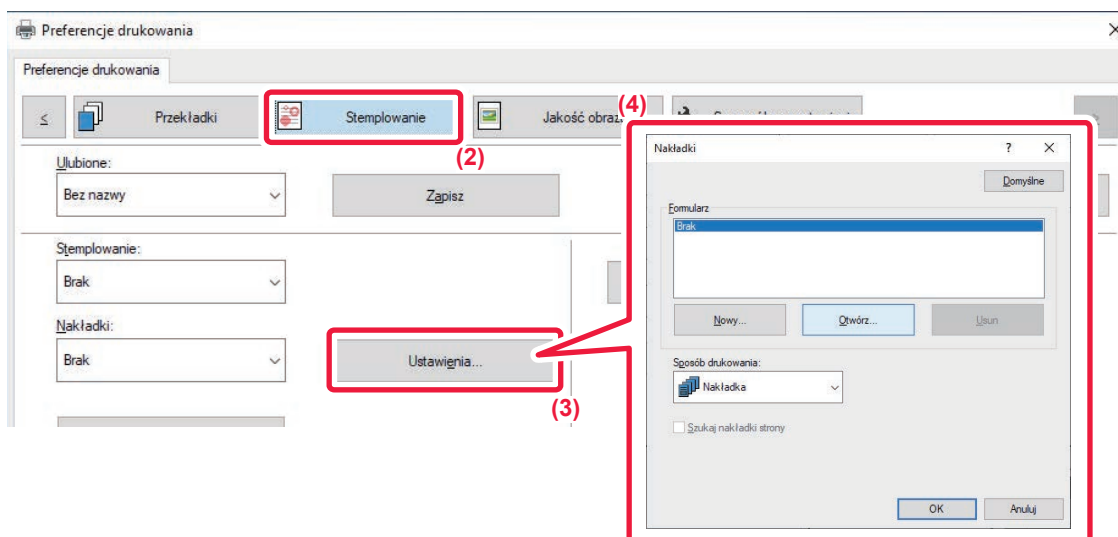 Preferencje drukowania
Preferencje drukowania
Przekładki
Stemplowanie
Jakość obraz
(4)
(2)
Ulubione:
Bez nazwy
Zapisz
Stemplowanie:
Brak
Nakładki:
Brak
Ustawienia...
(3)
Nakładki
?
Domyślne
Formularz
Brak
Nowy...
Otwórz...
Usun
Sposób drukowania:
Nakładka
Szukaj nakładki strony
OK
Anuluj